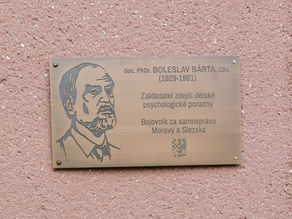 doc. PhDr. BOLESLAV BÁRTA, CSc.
(1929-1991)
Zakladatel zdejší dětské
psychologické poradny
Bojovník za samosprávu
Moravy a Slezska